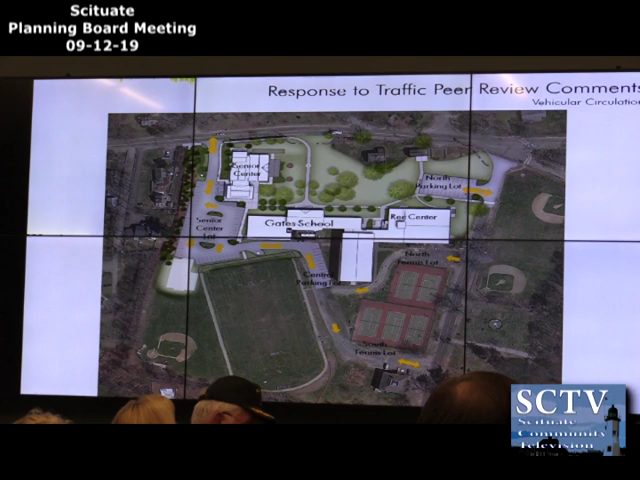 Scituate
Planning Board Meeting
09-12-19
Response to Traffic Peer Review Comments
Vehicular Circulation
Senior
Center
North
Parking Lot
Senior
Center
Lot
Gates School
Rec Center
North
Tennis Lot
Central
Parking Lot
South
Tennis Lot
SCTV
Scituate
Community
Television